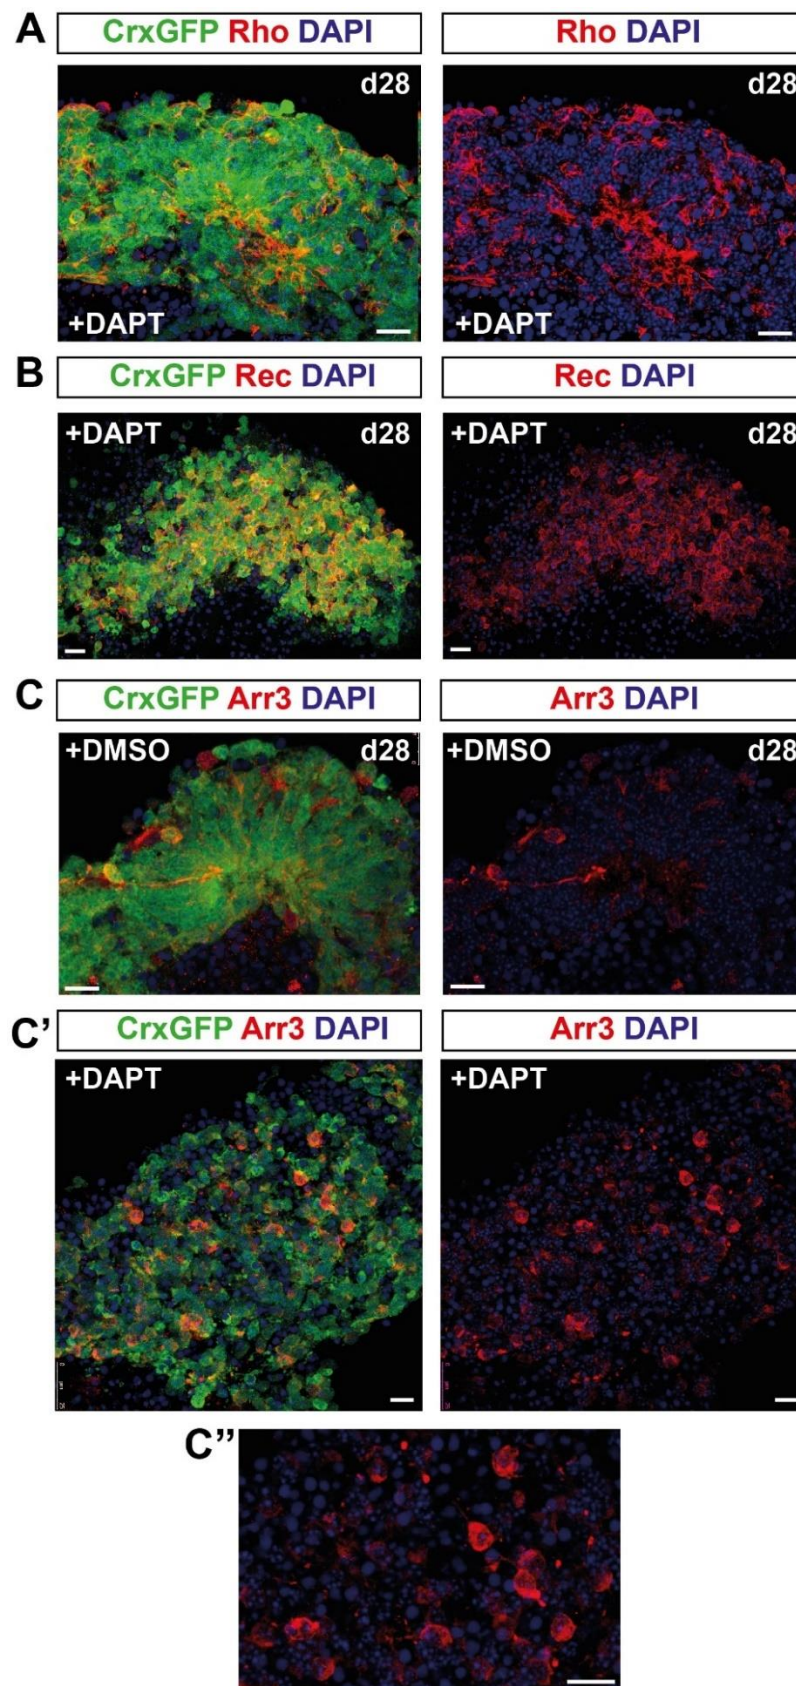 A CrxGFP Rho DAPI Rho DAPI
d28 d28
+DAPT +DAPT
B CrxGFP Rec DAPI Rec DAPI
+DAPT d28 +DAPT d28
C CrxGFP Arr3 DAPI Arr3 DAPI
+DMSO d28 +DMSO d28
C’ CrxGFP Arr3 DAPI Arr3 DAPI
+DAPT +DAPT
C”